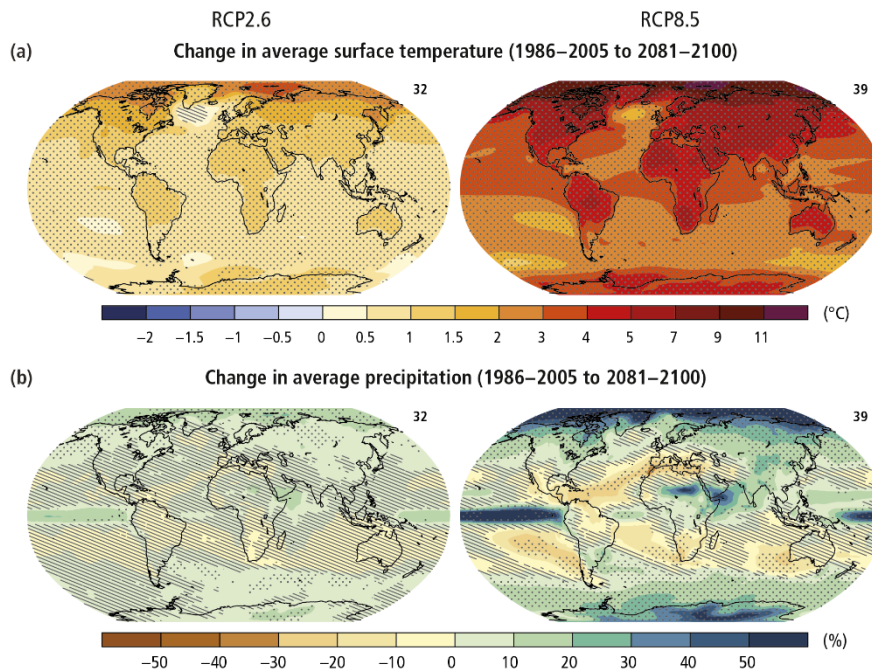 RCP2.6 RCP8.5
(a) Change in average surface temperature (1986–2005 to 2081–2100)
32 39
(°C)
−2 −1.5 −1 −0.5 0 0.5 1 1.5 2 3 4 5 7 9 11
(b) Change in average precipitation (1986–2005 to 2081–2100)
32 39
(%)
−50 −40 −30 −20 −10 0 10 20 30 40 50